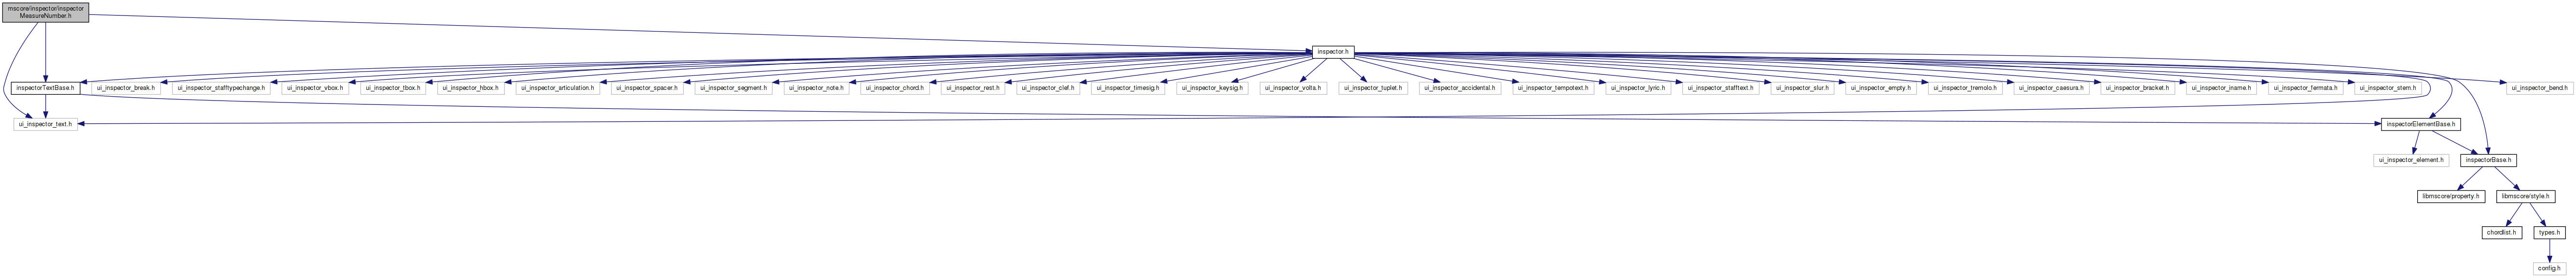 mscore/inspector/inspector
MeasureNumber.h
inspector.h
inspectorTextBase.h
ui_inspector_break.h
ui_inspector_stafftypechange.h
ui_inspector_vbox.h
ui_inspector_tbox.h
ui_inspector_hbox.h
ui_inspector_articulation.h
ui_inspector_spacer.h
ui_inspector_segment.h
ui_inspector_note.h
ui_inspector_chord.h
ui_inspector_rest.h
ui_inspector_clef.h
ui_inspector_timesig.h
ui_inspector_keysig.h
ui_inspector_volta.h
ui_inspector_tuplet.h
ui_inspector_accidental.h
ui_inspector_tempotext.h
ui_inspector_lyric.h
ui_inspector_stafftext.h
ui_inspector_slur.h
ui_inspector_empty.h
ui_inspector_tremolo.h
ui_inspector_caesura.h
ui_inspector_bracket.h
ui_inspector_iname.h
ui_inspector_fermata.h
ui_inspector_stem.h
ui_inspector_bend.h
ui_inspector_text.h
inspectorElementBase.h
ui_inspector_element.h
inspectorBase.h
libmscore/property.h
libmscore/style.h
chordlist.h
types.h
config.h